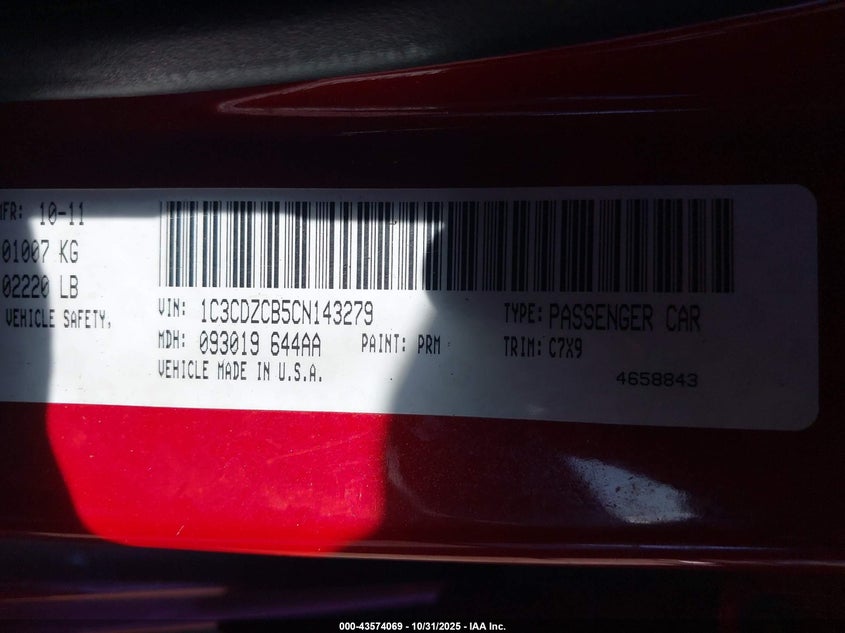 MFR: 10-11
01007 KG
02220 LB
VEHICLE SAFETY,
VIN: 1C3CDZCB5CN143279
MDH: 093019 644AA PAINT: PRM
VEHICLE MADE IN U.S.A.
TYPE: PASSENGER CAR
TRIM: C7X9
4658843
000-43574069 - 10/31/2025 - IAA Inc.